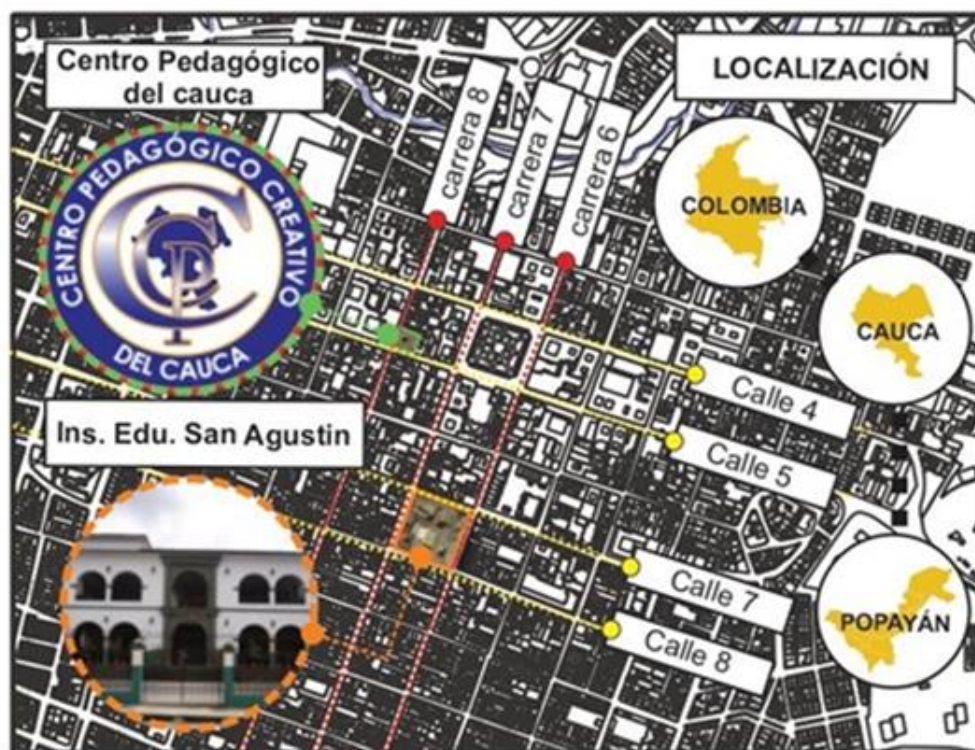 Centro Pedagógico
del cauca
CENTRO PEDAGÓGICO CREATIVO
DEL CAUCA
CCP
carrera 8
carrera 7
carrera 6
LOCALIZACIÓN
COLOMBIA
CAUCA
POPAYÁN
Calle 4
Calle 5
Calle 7
Calle 8
Ins. Edu. San Agustin